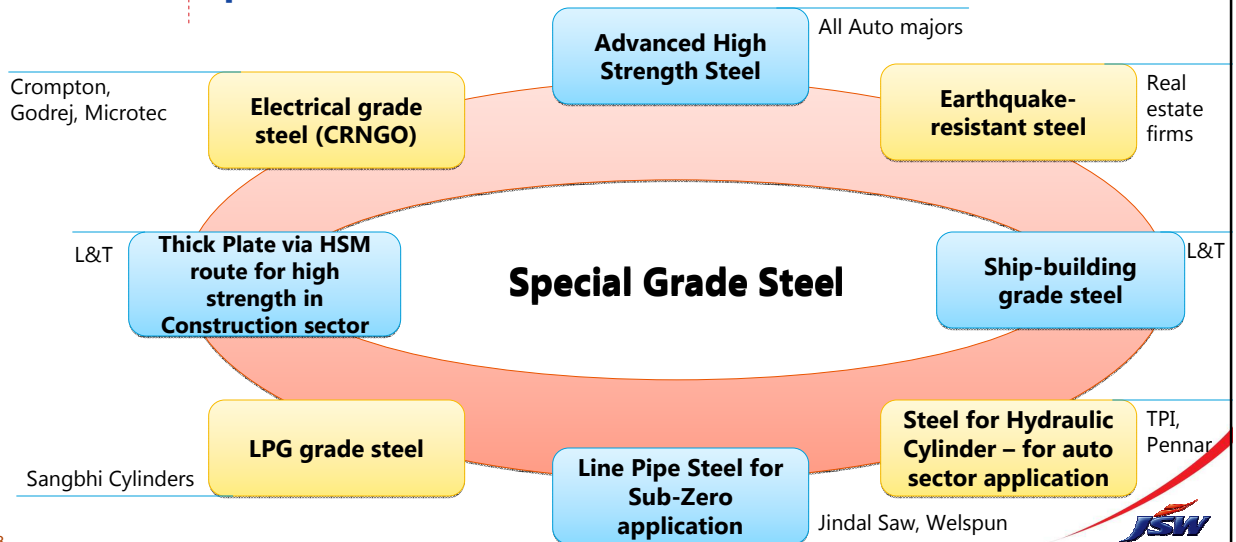 Advanced High
Strength Steel
All Auto majors
Crompton,
Godrej, Microtec
Electrical grade
steel (CRNGO)
Earthquake-
resistant steel
Real
estate
firms
L&T
Thick Plate via HSM
route for high
strength in
Construction sector
Special Grade Steel
Ship-building
grade steel
L&T
LPG grade steel
Sangbhi Cylinders
Line Pipe Steel for
Sub-Zero
application
Jindal Saw, Welspun
Steel for Hydraulic
Cylinder – for auto
sector application
TPI,
Pennar
JSW